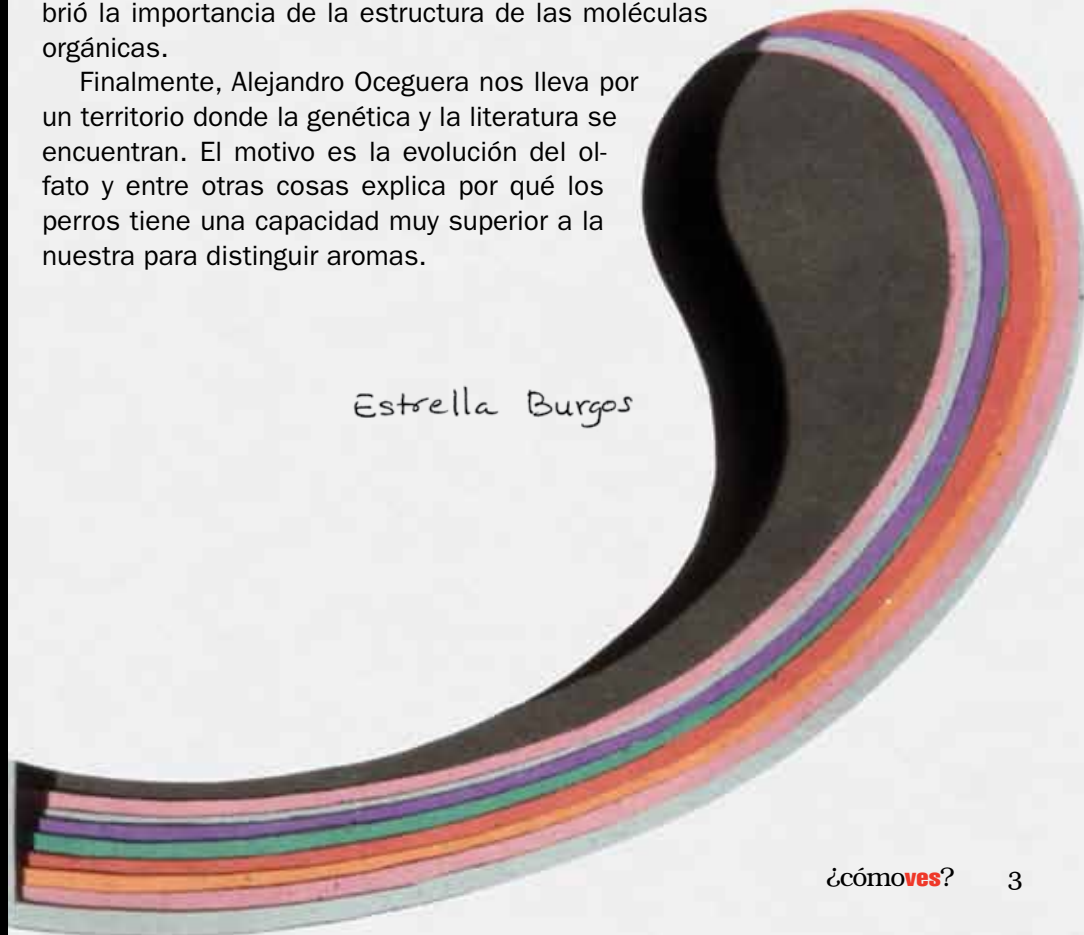 brió la importancia de la estructura de las moléculas
orgánicas.
Finalmente, Alejandro Oceguera nos lleva por
un territorio donde la genética y la literatura se
encuentran. El motivo es la evolución del ol-
fato y entre otras cosas explica por qué los
perros tiene una capacidad muy superior a la
nuestra para distinguir aromas.
Estrella Burgos
¿cómoves? 3